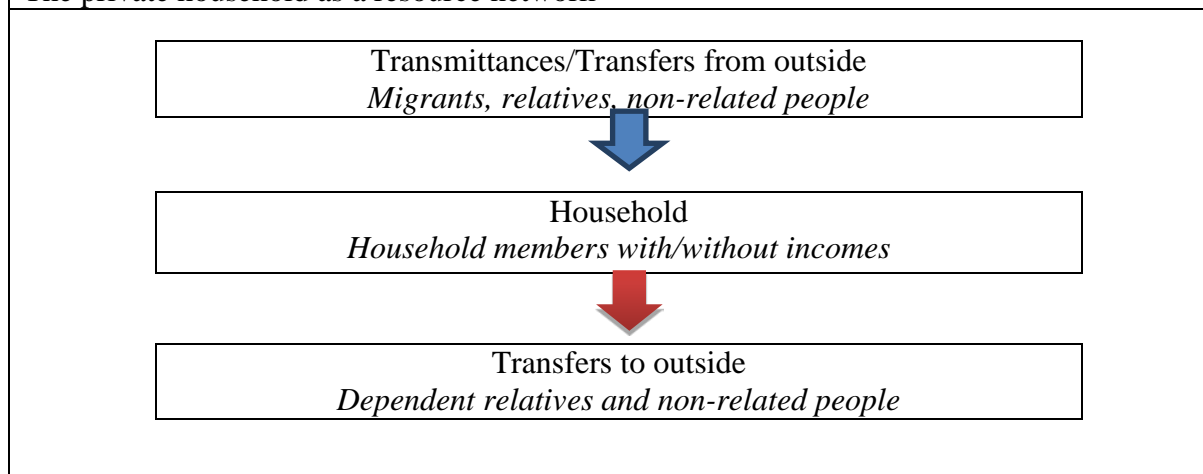 The private household as a resource network
Transmittances/Transfers from outside
Migrants, relatives, non-related people
Household
Household members with/without incomes
Transfers to outside
Dependent relatives and non-related people